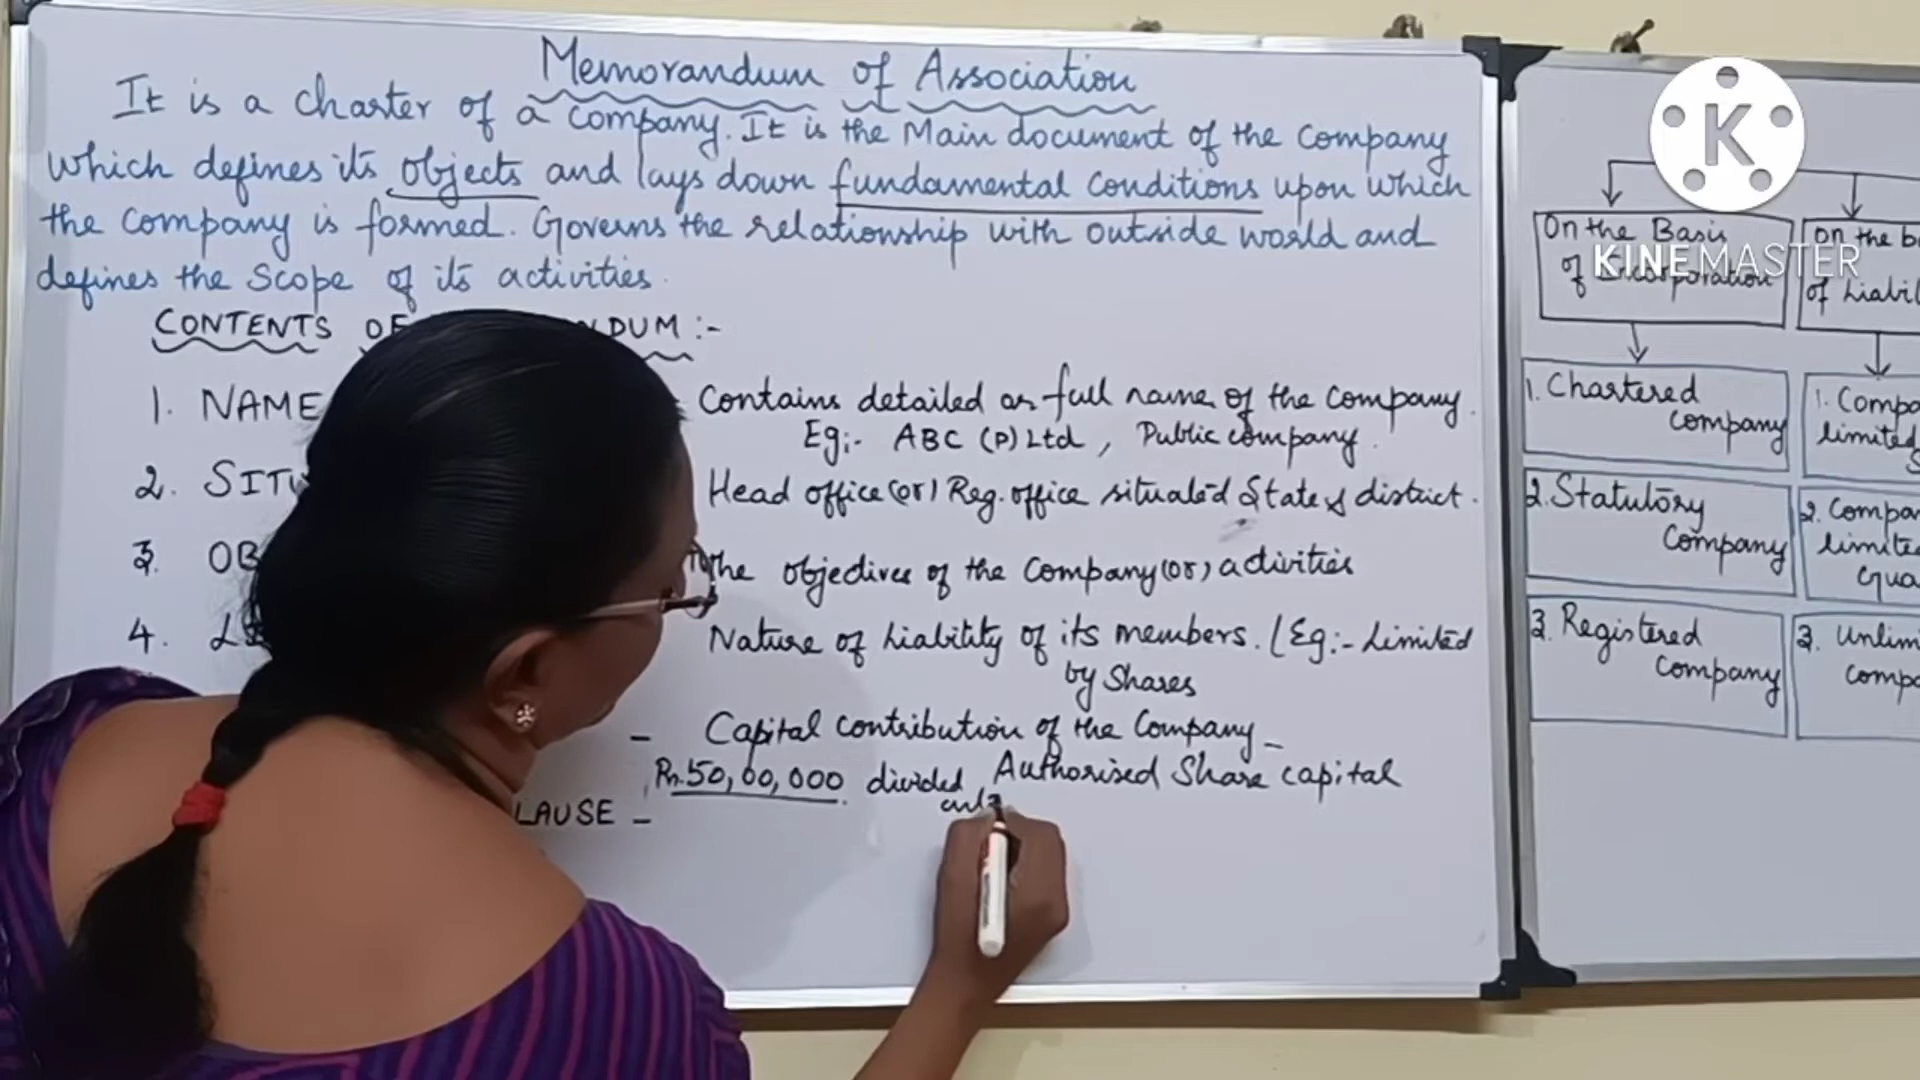 Memorandum of Association
It is a charter of a company. It is the Main document of the company
which defines its objects and lays down fundamental conditions upon which
the company is formed. Governs the relationship with outside world and
defines the scope of its activities.
CONTENTS OF NDUM :-
1. NAME Contains detailed as full name of the company.
Eg:- ABC (P) Ltd, Public company.
2. SITU Head office (or) Reg. office situated State & district.
3. OB The objectives of the company (or) activities
4. Nature of liability of its members. (Eg:- Limited
by Shares
- Capital contribution of the Company -
Rs. 50,00,000 divided Authorised Share capital
LAUSE -
On the Basis
of Incorporation
1. Chartered
company
2. Statutory
company
3. Registered
company
on the b
of Liabil
1. Compa
limited
S
2. Compa
limite
Gua
3. Unlim
comp
K
KINEMASTER